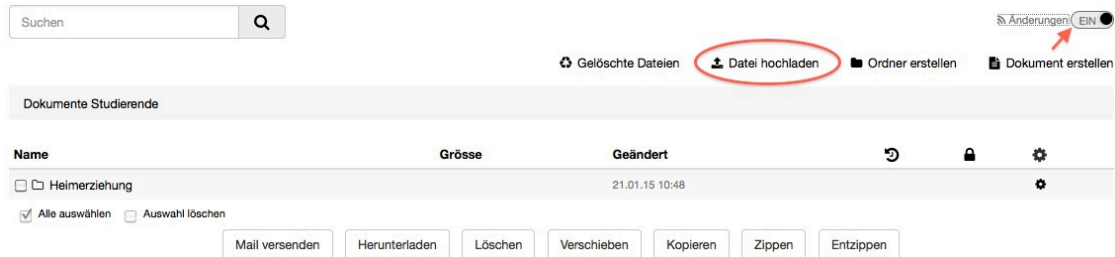 Suchen
Änderungen EIN
Gelöschte Dateien Datei hochladen Ordner erstellen Dokument erstellen
Dokumente Studierende
Name Grösse Geändert
Heimerziehung 21.01.15 10:48
Alle auswählen Auswahl löschen
Mail versenden Herunterladen Löschen Verschieben Kopieren Zippen Entzippen